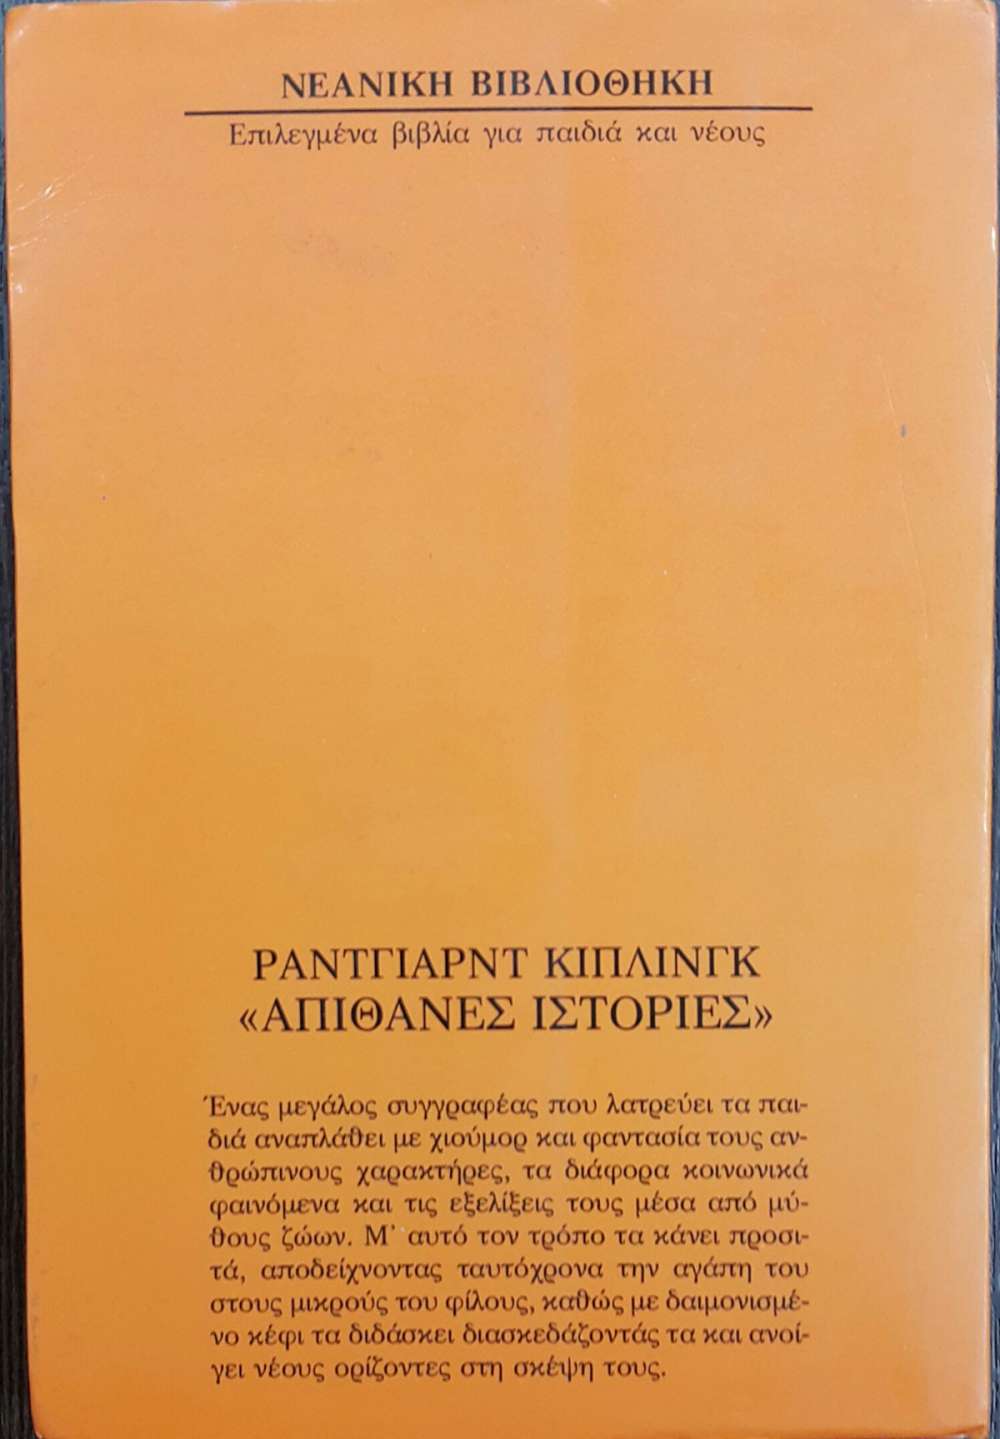 ΝΕΑΝΙΚΗ ΒΙΒΛΙΟΘΗΚΗ
Επιλεγμένα βιβλία για παιδιά και νέους
ΡΑΝΤΓΙΑΡΝΤ ΚΙΠΛΙΝΓΚ
«ΑΠΙΘΑΝΕΣ ΙΣΤΟΡΙΕΣ»
Ένας μεγάλος συγγραφέας που λατρεύει τα παι-
διά αναπλάθει με χιούμορ και φαντασία τους αν-
θρώπινους χαρακτήρες, τα διάφορα κοινωνικά
φαινόμενα και τις εξελίξεις τους μέσα από μύ-
θους ζώων. Μ' αυτό τον τρόπο τα κάνει προσι-
τά, αποδείχνοντας ταυτόχρονα την αγάπη του
στους μικρούς του φίλους, καθώς με δαιμονισμέ-
νο κέφι τα διδάσκει διασκεδάζοντάς τα και ανοί-
γει νέους ορίζοντες στη σκέψη τους.